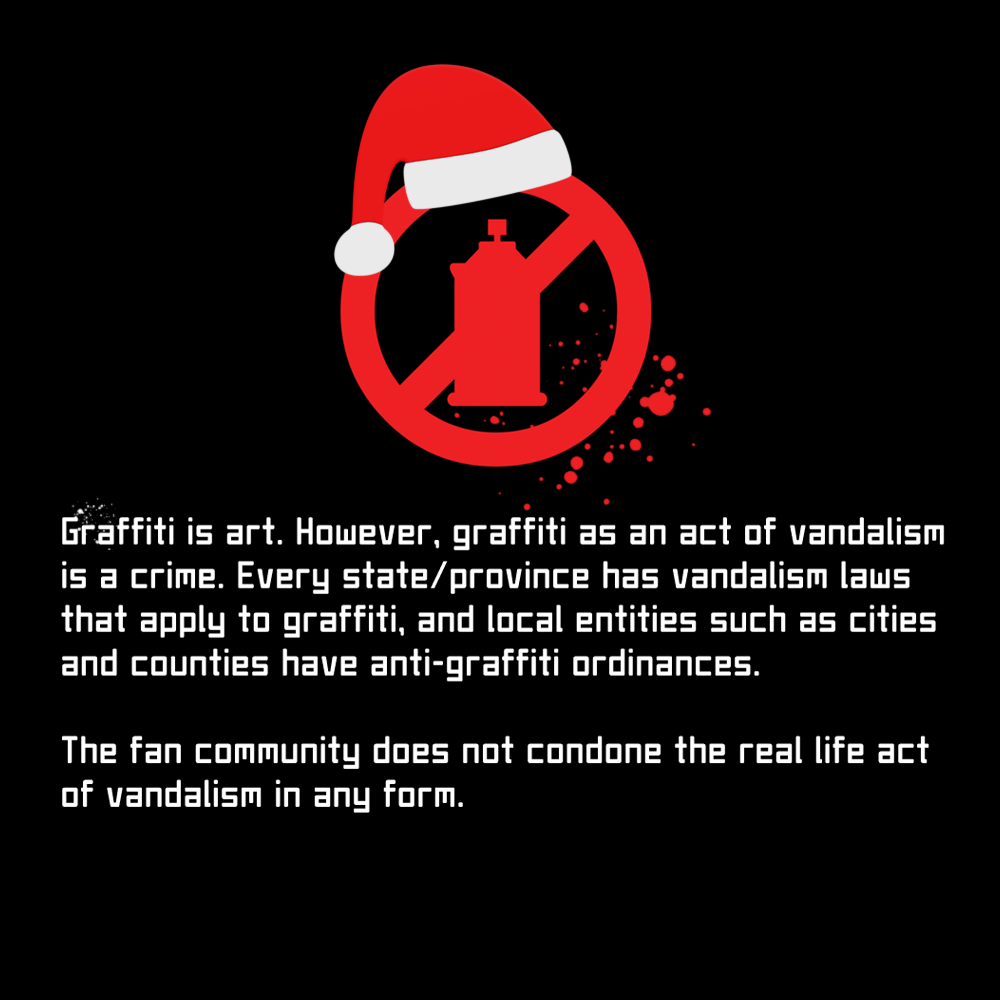 Graffiti is art. However, graffiti as an act of vandalism
is a crime. Every state/province has vandalism laws
that apply to graffiti, and local entities such as cities
and counties have anti-graffiti ordinances.
The fan community does not condone the real life act
of vandalism in any form.